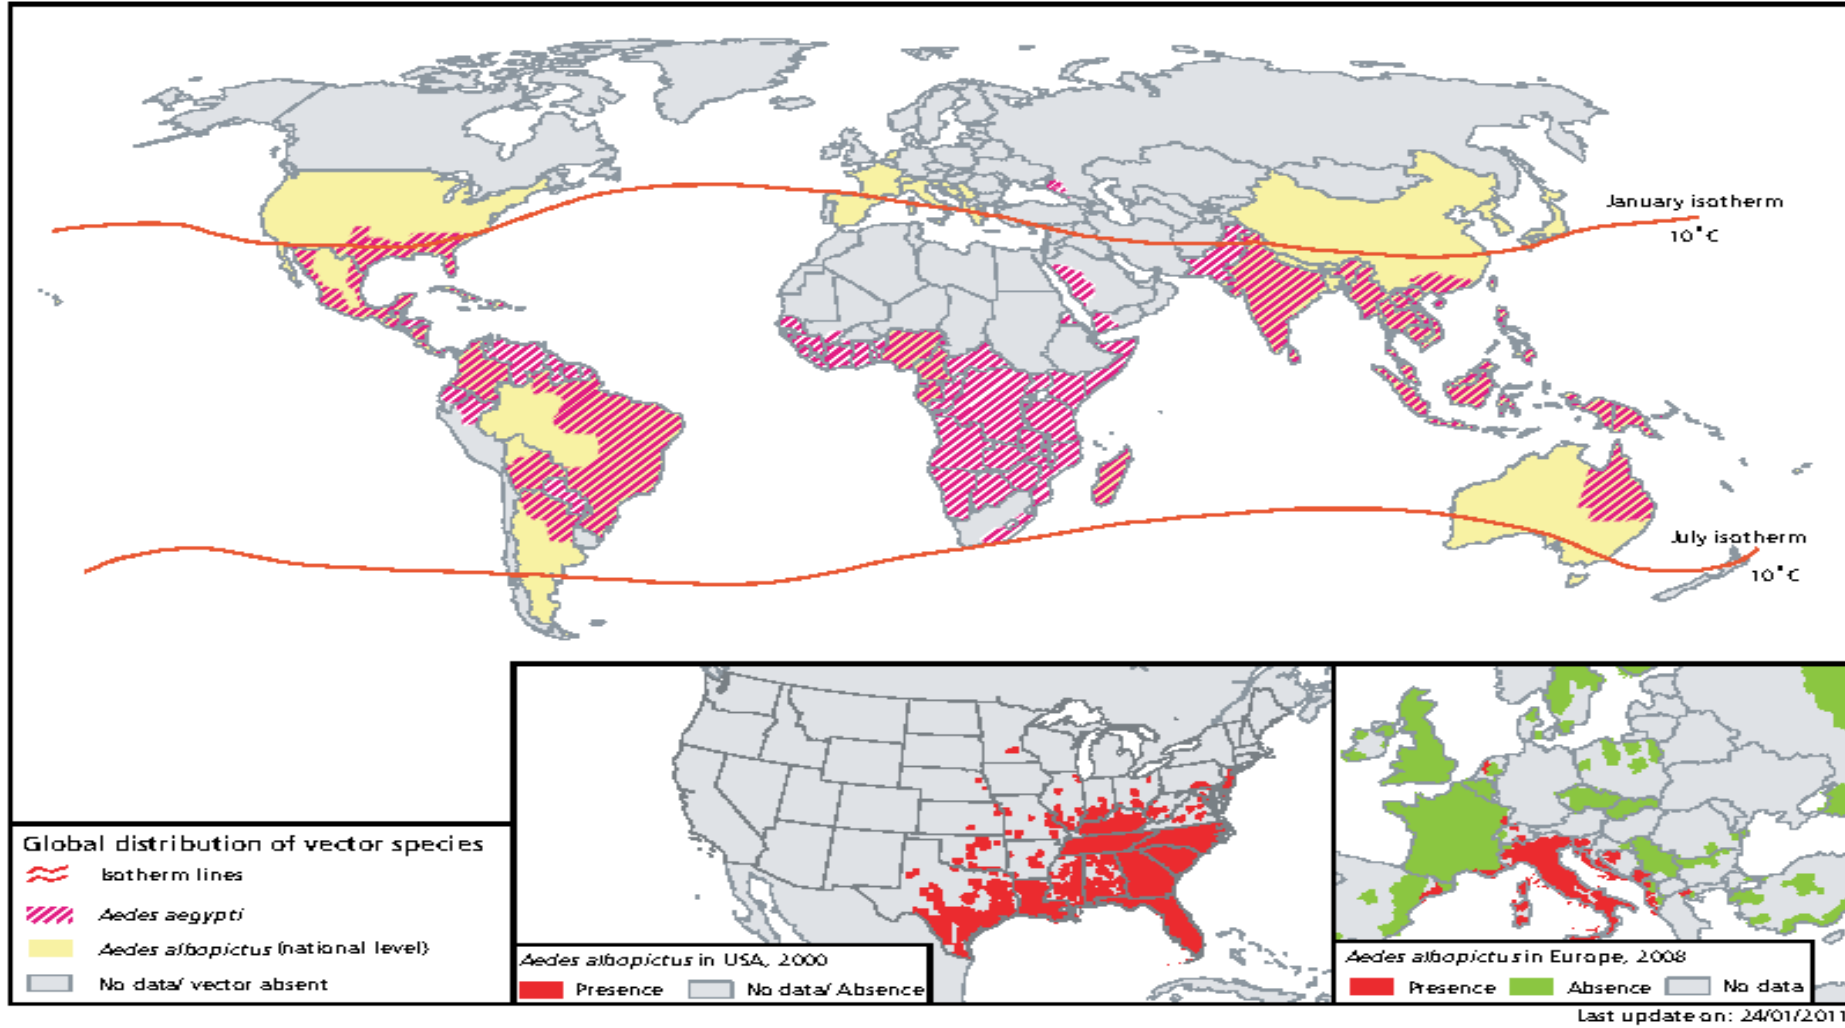 January isotherm
10˚C
July isotherm
10˚C
Global distribution of vector species
Isotherm lines
Aedes aegypti
Aedes albopictus (national level)
No data/ vector absent
Aedes albopictus in USA, 2000
Presence
No data/ Absence
Aedes albopictus in Europe, 2008
Presence
Absence
No data
Last update on: 24/01/2011